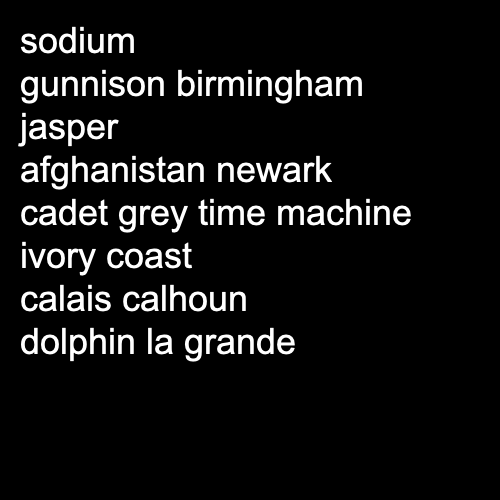 sodium
gunnison birmingham
jasper
afghanistan newark
cadet grey time machine
ivory coast
calais calhoun
dolphin la grande